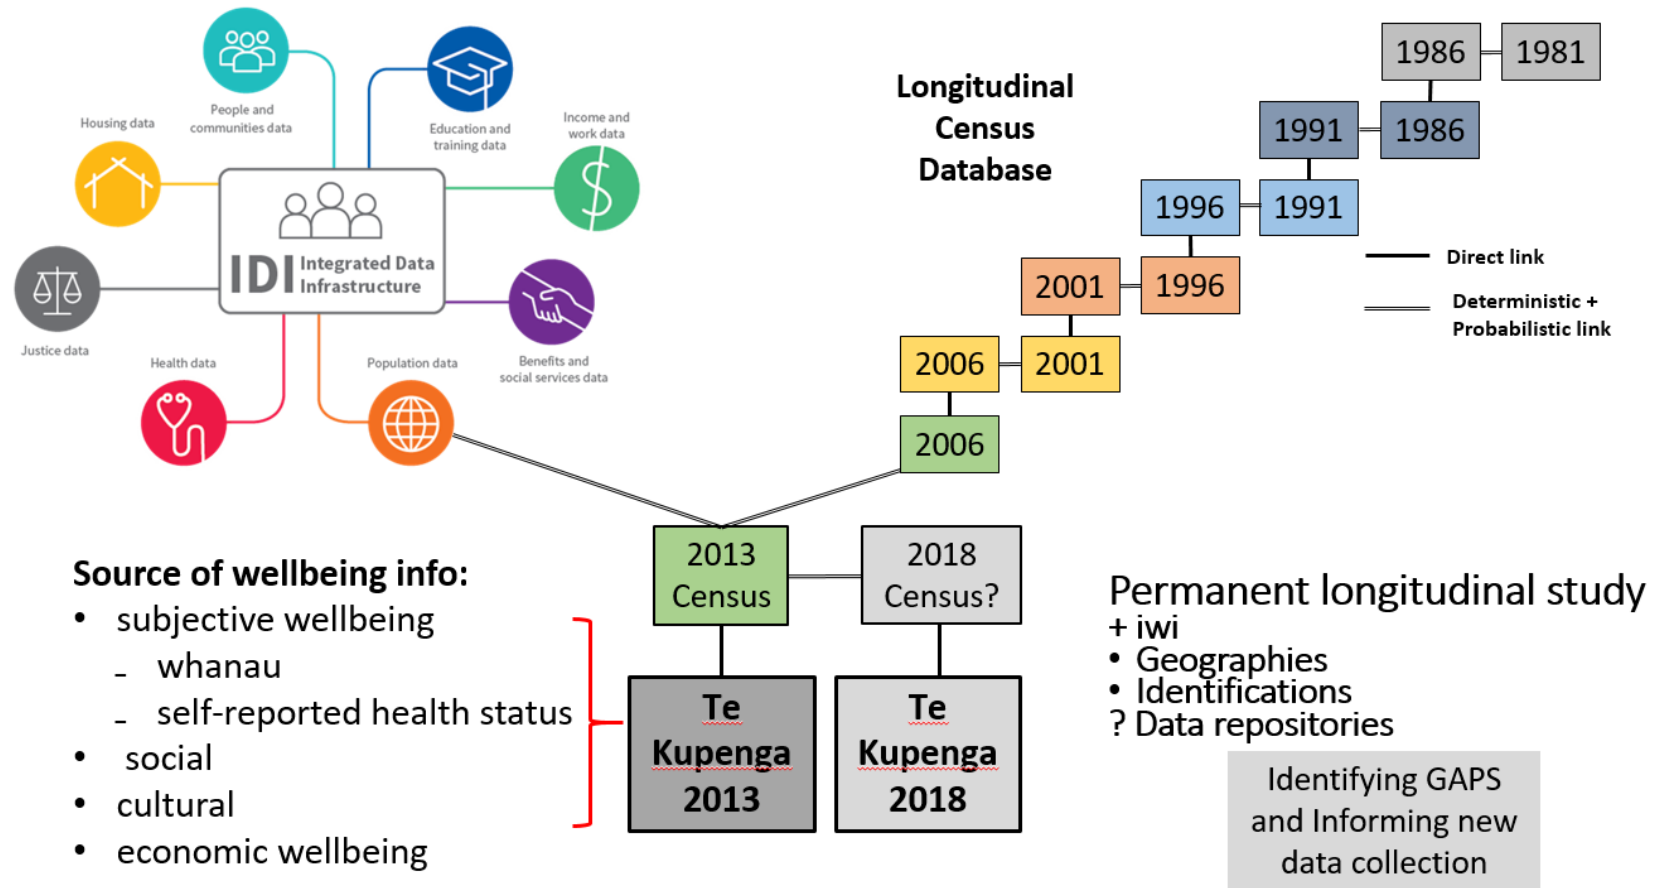 People and
communities data
Education and
training data
Housing data
Income and
work data
IDI Integrated Data
Infrastructure
Justice data
Health data
Population data
Benefits and
social services data
Longitudinal
Census
Database
1986
1981
1991
1986
1996
1991
2001
1996
2006
2001
2006
Direct link
Deterministic +
Probabilistic link
2013
Census
2018
Census?
Te
Kupenga
2013
Te
Kupenga
2018
Source of wellbeing info:
• subjective wellbeing
- whanau
- self-reported health status
• social
• cultural
• economic wellbeing
Permanent longitudinal study
+ iwi
• Geographies
• Identifications
? Data repositories
Identifying GAPS
and Informing new
data collection